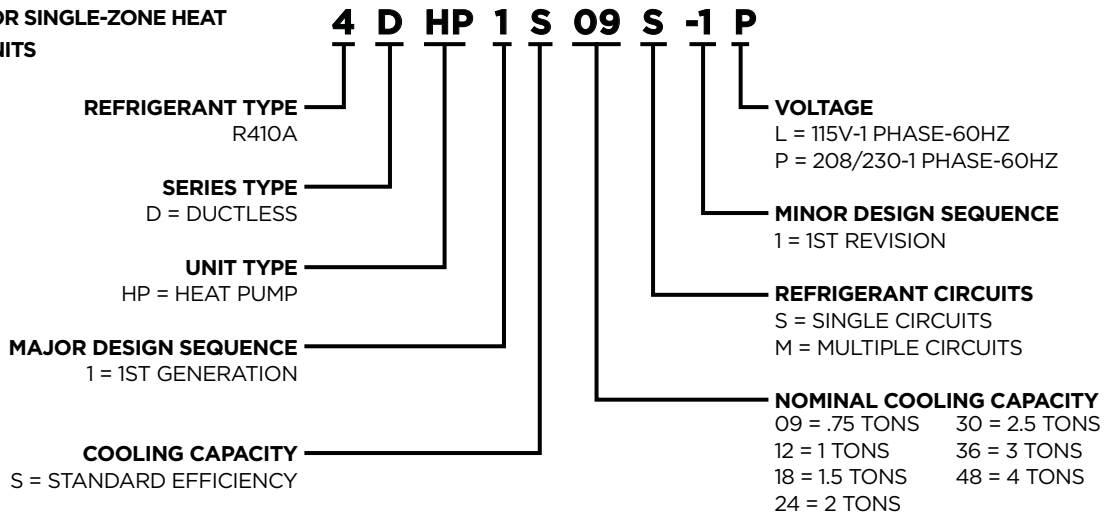 OR SINGLE-ZONE HEAT
NITS
4 D HP 1 S 09 S -1 P
REFRIGERANT TYPE
R410A
SERIES TYPE
D = DUCTLESS
UNIT TYPE
HP = HEAT PUMP
MAJOR DESIGN SEQUENCE
1 = 1ST GENERATION
COOLING CAPACITY
S = STANDARD EFFICIENCY
VOLTAGE
L = 115V-1 PHASE-60HZ
P = 208/230-1 PHASE-60HZ
MINOR DESIGN SEQUENCE
1 = 1ST REVISION
REFRIGERANT CIRCUITS
S = SINGLE CIRCUITS
M = MULTIPLE CIRCUITS
NOMINAL COOLING CAPACITY
09 = .75 TONS 30 = 2.5 TONS
12 = 1 TONS 36 = 3 TONS
18 = 1.5 TONS 48 = 4 TONS
24 = 2 TONS